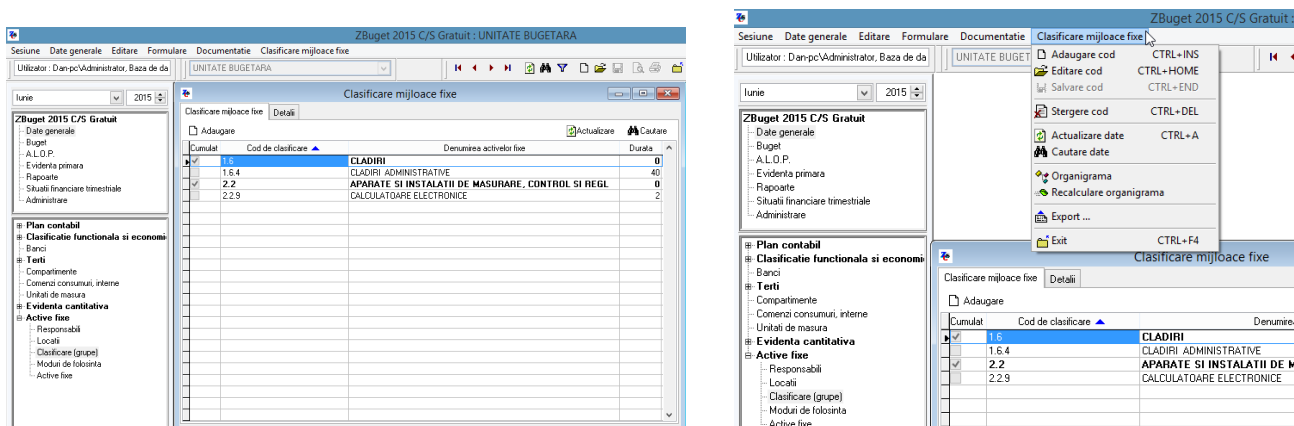 ZBuget 2015 C/S Gratuit : UNITATE BUGETARA
Sesiune Date generale Editare Formulare Documentatie Clasificare mijloace fixe
Utilizator : Dan-pc\Administrator, Baza de da UNITATE BUGETARA
Iunie 2015
ZBuget 2015 C/S Gratuit
Date generale
Buget
A.L.O.P.
Evidenta primara
Rapoarte
Situatii financiare trimestriale
Administrare
Plan contabil
Clasificatie functionala si economi
Banci
Terti
Compartimente
Comenzi consumuri, interne
Unitati de masura
Evidenta cantitativa
Active fixe
Responsabili
Locatii
Clasificare (grupe)
Moduri de folosinta
Active fixe
Clasificare mijloace fixe
Clasificare mijloace fixe Detalii
Adaugare Actualizare Cautare
Cumulat Cod de clasificare Denumirea activelor fixe Durata
1.6 CLADIRI 0
1.6.4 CLADIRI ADMINISTRATIVE 40
2.2 APARATE SI INSTALATII DE MASURARE, CONTROL SI REGL 0
2.2.9 CALCULATOARE ELECTRONICE 2
ZBuget 2015 C/S Gratuit :
Sesiune Date generale Editare Formulare Documentatie Clasificare mijloace fixe
Utilizator : Dan-pc\Administrator, Baza de da UNITATE BUGET
Adaugare cod CTRL+INS
Editare cod CTRL+HOME
Salvare cod CTRL+END
Stergere cod CTRL+DEL
Actualizare date CTRL+A
Cautare date
Organigrama
Recalculare organigrama
Export ...
Exit CTRL+F4
Iunie 2015
ZBuget 2015 C/S Gratuit
Date generale
Buget
A.L.O.P.
Evidenta primara
Rapoarte
Situatii financiare trimestriale
Administrare
Plan contabil
Clasificatie functionala si economi
Banci
Terti
Compartimente
Comenzi consumuri, interne
Unitati de masura
Evidenta cantitativa
Active fixe
Responsabili
Locatii
Clasificare (grupe)
Moduri de folosinta
Active fixe
Clasificare mijloace fixe
Clasificare mijloace fixe Detalii
Adaugare
Cumulat Cod de clasificare Denumire
1.6 CLADIRI
1.6.4 CLADIRI ADMINISTRATIVE
2.2 APARATE SI INSTALATII DE M
2.2.9 CALCULATOARE ELECTRONICE